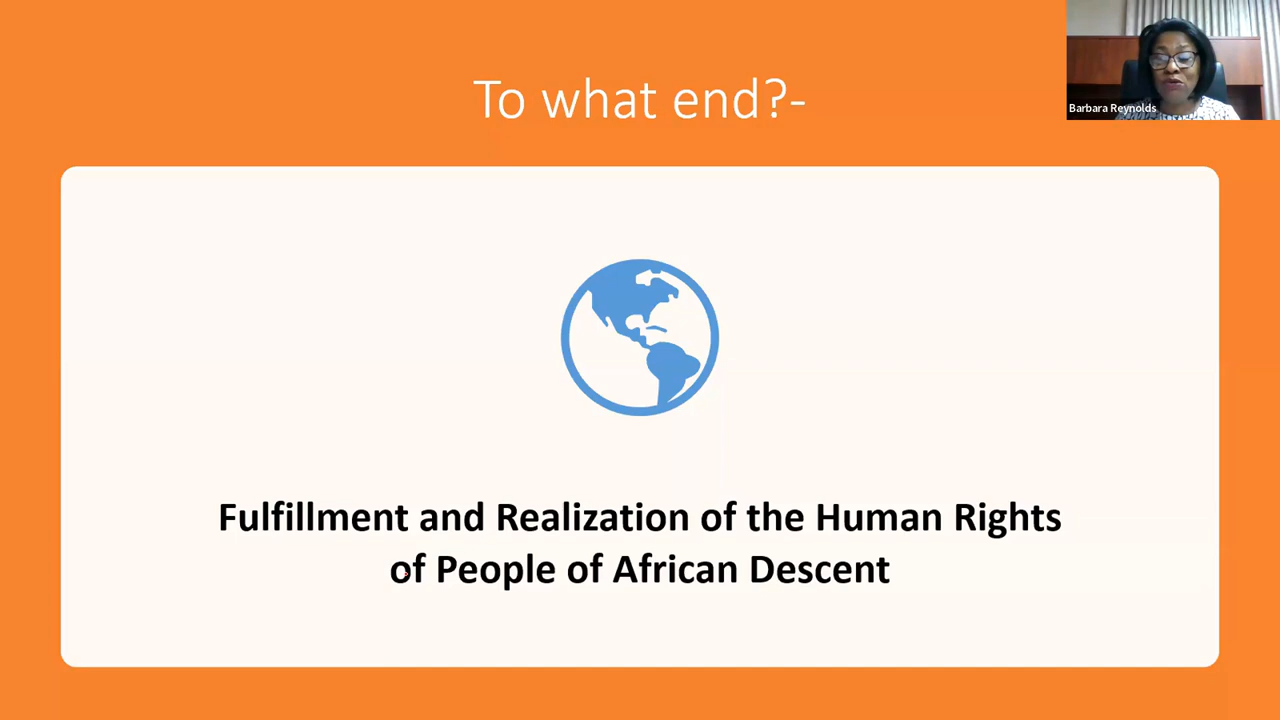 To what end?-
Barbara Reynolds
Fulfillment and Realization of the Human Rights
of People of African Descent